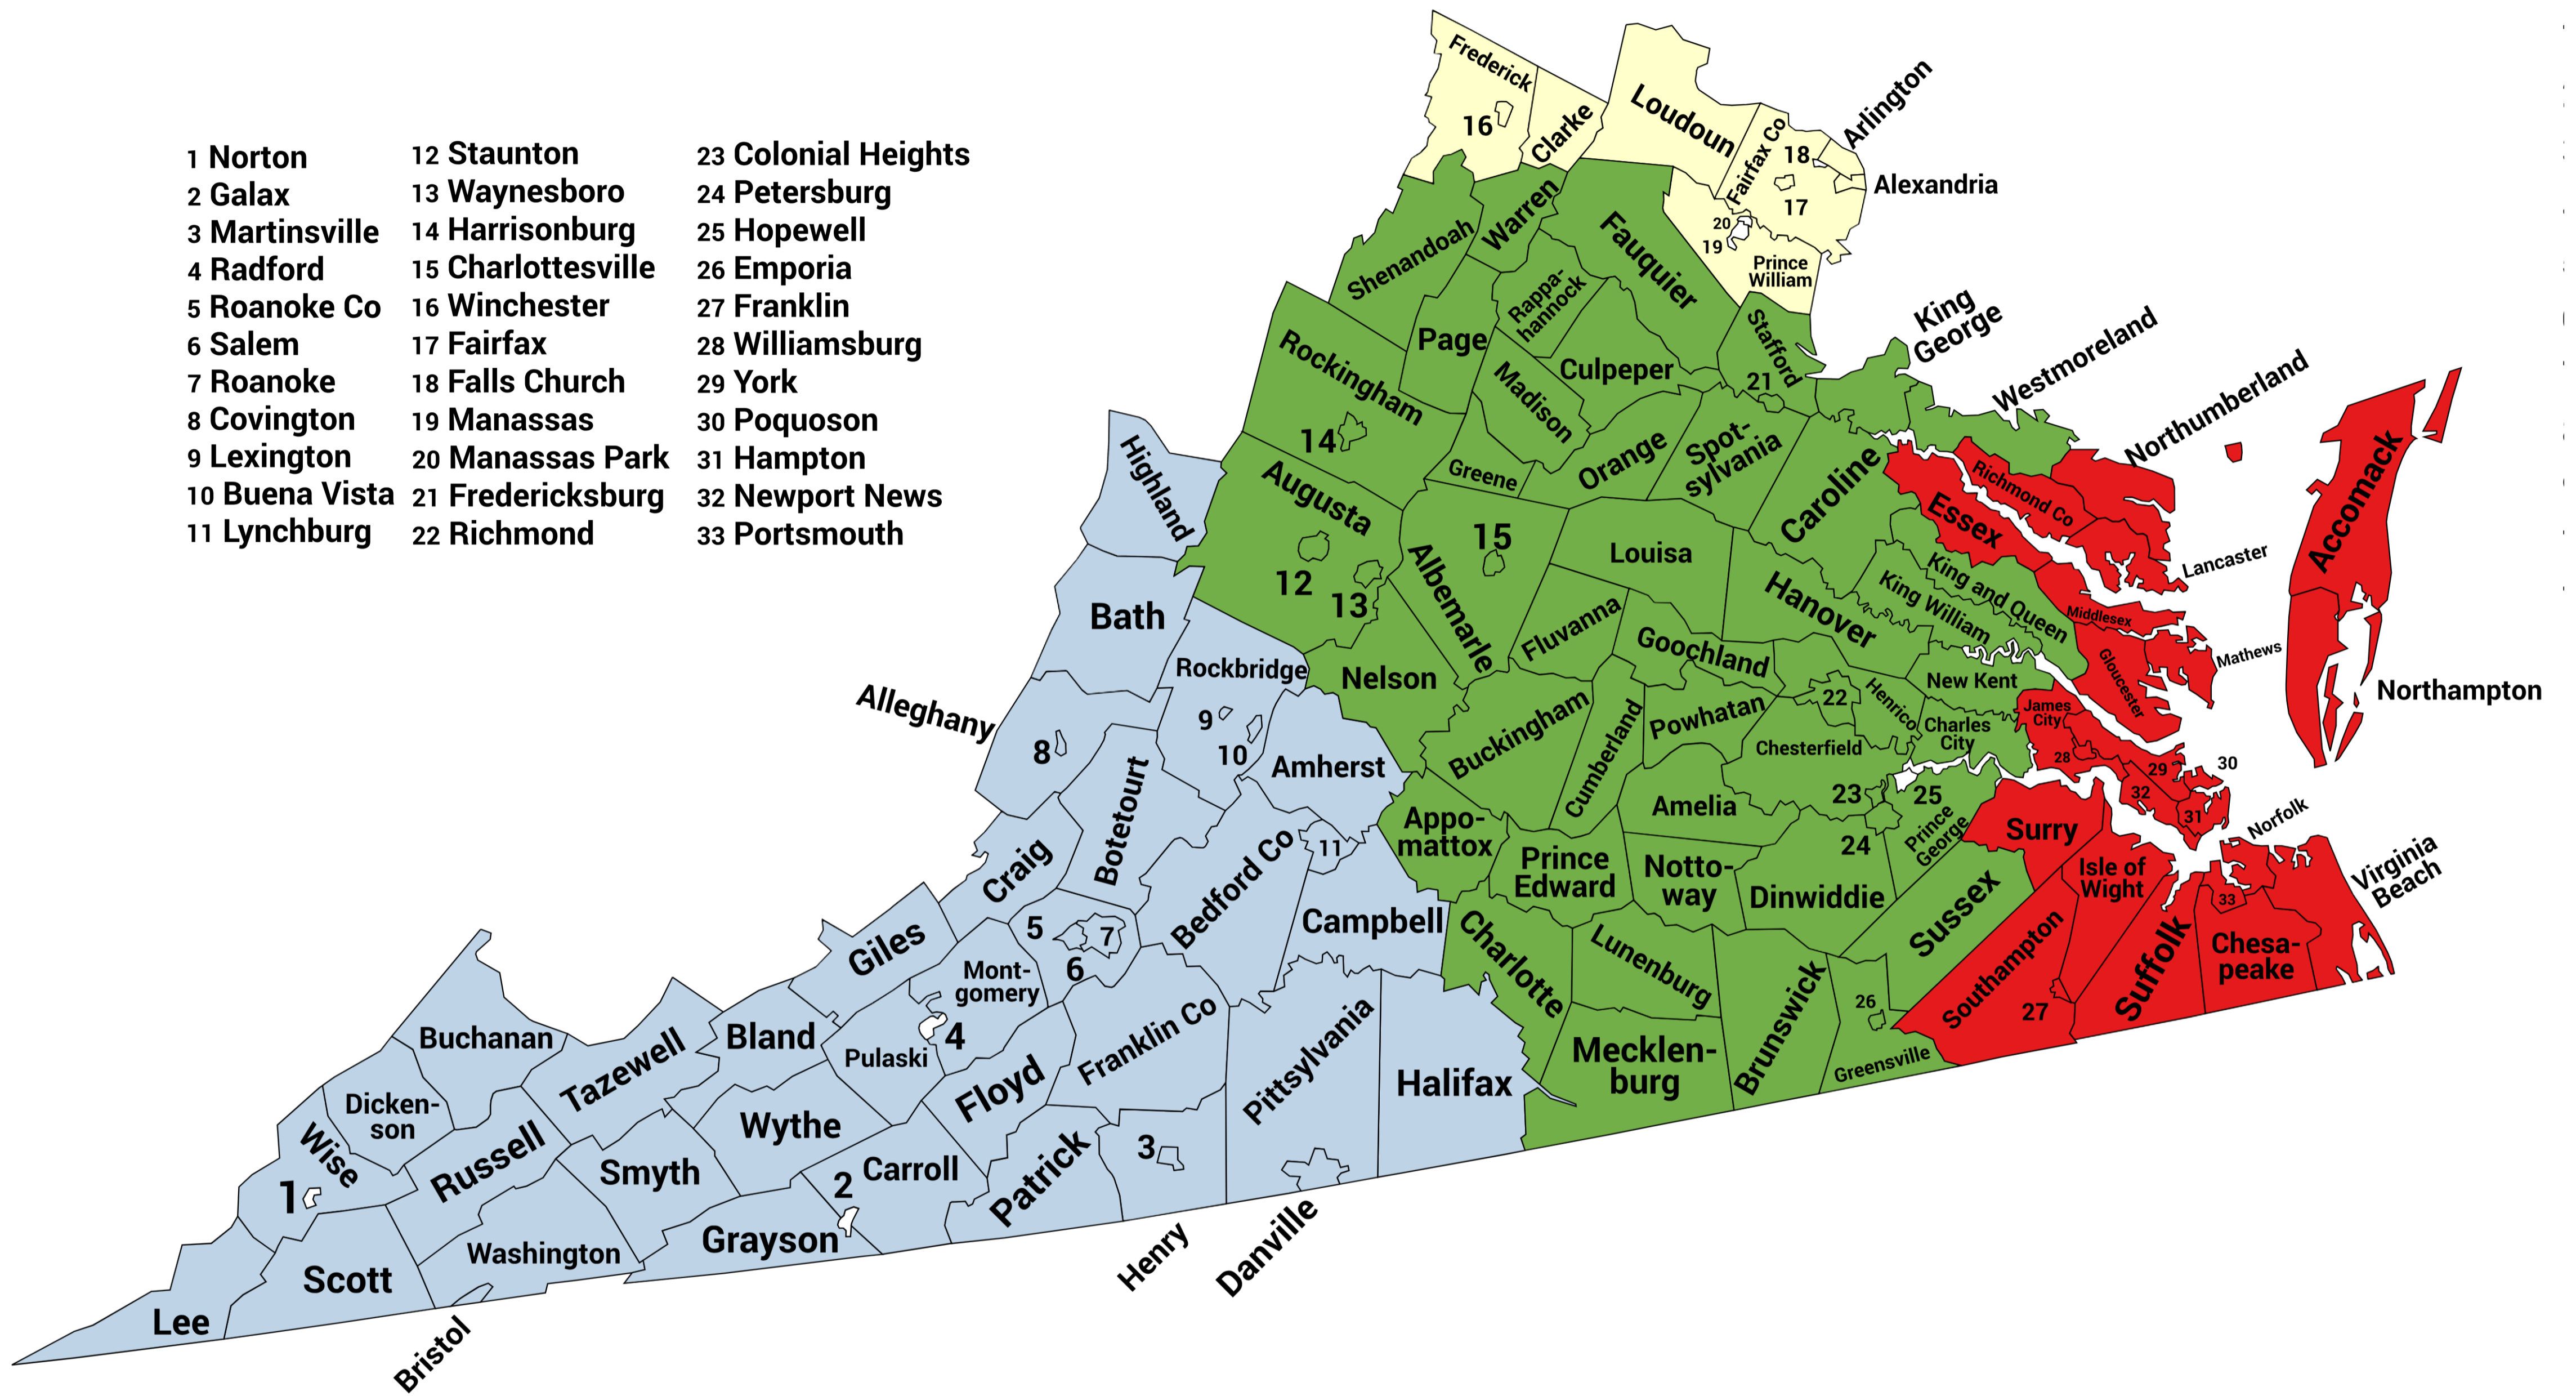 1 Norton
2 Galax
3 Martinsville
4 Radford
5 Roanoke Co
6 Salem
7 Roanoke
8 Covington
9 Lexington
10 Buena Vista
11 Lynchburg
12 Staunton
13 Waynesboro
14 Harrisonburg
15 Charlottesville
16 Winchester
17 Fairfax
18 Falls Church
19 Manassas
20 Manassas Park
21 Fredericksburg
22 Richmond
23 Colonial Heights
24 Petersburg
25 Hopewell
26 Emporia
27 Franklin
28 Williamsburg
29 York
30 Poquoson
31 Hampton
32 Newport News
33 Portsmouth
Frederick
16
Clarke
Loudoun
Fairfax Co
18
17
Arlington
Alexandria
20
19
Prince
William
Warren
Shenandoah
Fauquier
Rappa-
hannock
Page
Rockingham
14
Madison
Culpeper
Stafford
21
King
George
Westmoreland
Northumberland
Richmond Co
Lancaster
Essex
Accomack
Northampton
Highland
Augusta
12
13
Greene
Orange
Spot-
sylvania
Caroline
Albemarle
15
Louisa
Hanover
King and Queen
King William
Middlesex
Mathews
Gloucester
Bath
Rockbridge
9
10
Nelson
Fluvanna
Goochland
Buckingham
Cumberland
Powhatan
22
Henrico
New Kent
Charles
City
James
City
28
29
30
32
31
Alleghany
8
Botetourt
Amherst
Appo-
mattox
Amelia
Chesterfield
23
24
25
Prince
George
Surry
Isle of
Wight
Norfolk
33
Virginia
Beach
Craig
Bedford Co
11
Campbell
Prince
Edward
Notto-
way
Dinwiddie
Sussex
Southampton
27
Suffolk
Chesa-
peake
Giles
5
7
6
Mont-
gomery
4
Charlotte
Lunenburg
Mecklen-
burg
Brunswick
26
Greensville
Buchanan
Tazewell
Bland
Pulaski
Floyd
Franklin Co
Pittsylvania
Halifax
Dicken-
son
Wise
1
Russell
Smyth
Wythe
2
Carroll
Patrick
3
Henry
Danville
Lee
Scott
Washington
Bristol
Grayson